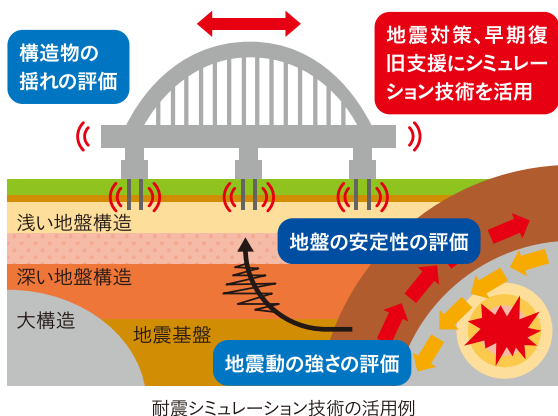 構造物の
揺れの評価
地震対策、早期復
旧支援にシミュレー
ション技術を活用
浅い地盤構造
地盤の安定性の評価
深い地盤構造
大構造
地震基盤
地震動の強さの評価
耐震シミュレーション技術の活用例